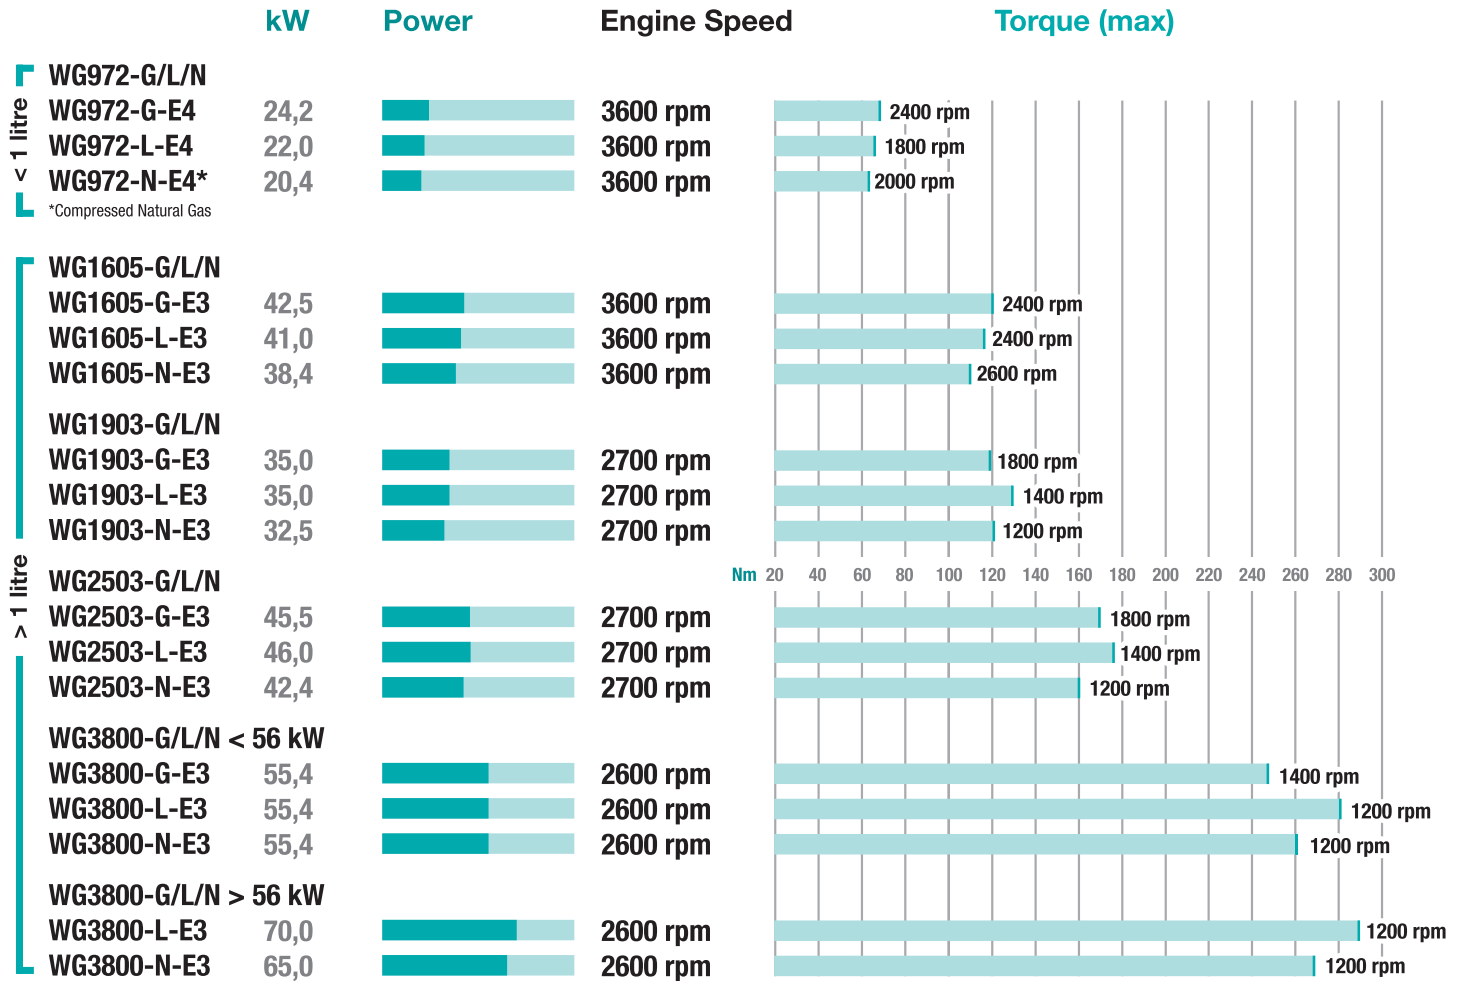 kW Power Engine Speed Torque (max)
< 1 litre
WG972-G/L/N
WG972-G-E4 24,2 3600 rpm 2400 rpm
WG972-L-E4 22,0 3600 rpm 1800 rpm
WG972-N-E4* 20,4 3600 rpm 2000 rpm
*Compressed Natural Gas
> 1 litre
WG1605-G/L/N
WG1605-G-E3 42,5 3600 rpm 2400 rpm
WG1605-L-E3 41,0 3600 rpm 2400 rpm
WG1605-N-E3 38,4 3600 rpm 2600 rpm
WG1903-G/L/N
WG1903-G-E3 35,0 2700 rpm 1800 rpm
WG1903-L-E3 35,0 2700 rpm 1400 rpm
WG1903-N-E3 32,5 2700 rpm 1200 rpm
Nm 20 40 60 80 100 120 140 160 180 200 220 240 260 280 300
WG2503-G/L/N
WG2503-G-E3 45,5 2700 rpm 1800 rpm
WG2503-L-E3 46,0 2700 rpm 1400 rpm
WG2503-N-E3 42,4 2700 rpm 1200 rpm
WG3800-G/L/N < 56 kW
WG3800-G-E3 55,4 2600 rpm 1400 rpm
WG3800-L-E3 55,4 2600 rpm 1200 rpm
WG3800-N-E3 55,4 2600 rpm 1200 rpm
WG3800-G/L/N > 56 kW
WG3800-L-E3 70,0 2600 rpm 1200 rpm
WG3800-N-E3 65,0 2600 rpm 1200 rpm